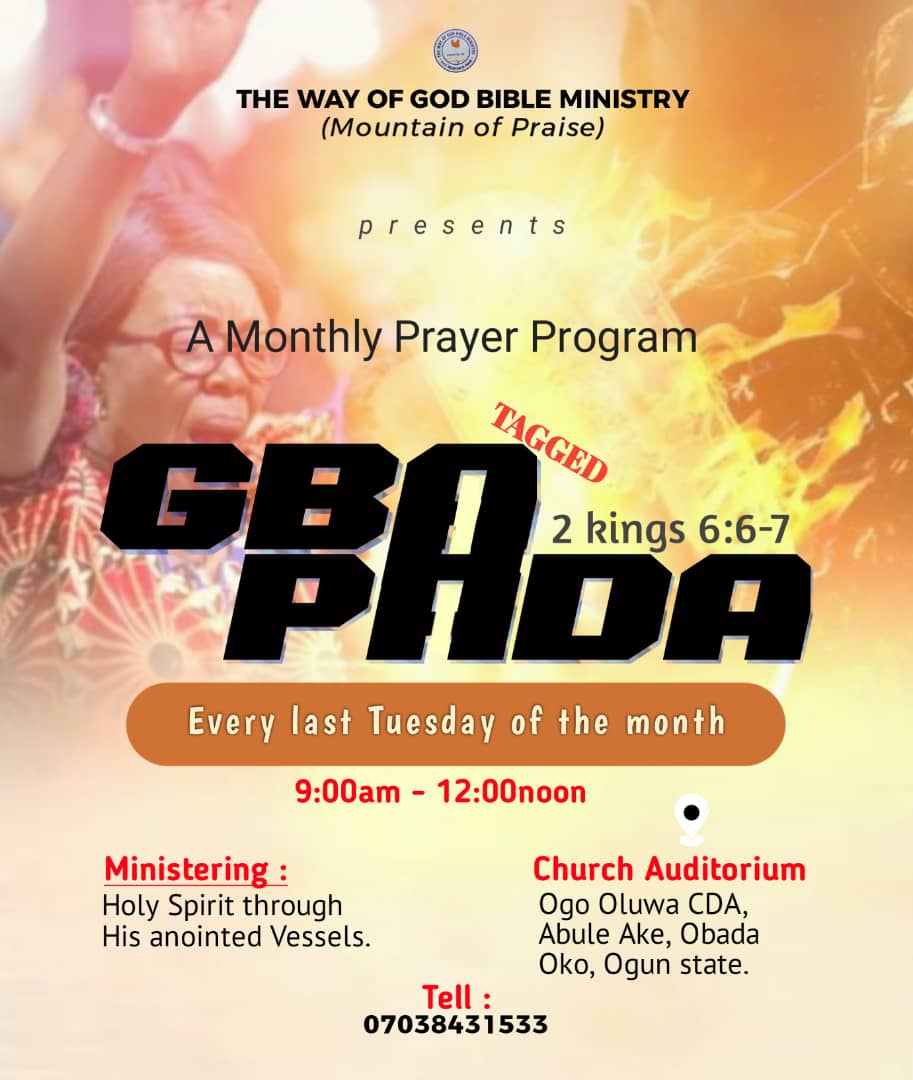 THE WAY OF GOD BIBLE MINISTRY
(Mountain of Praise)
presents
A Monthly Prayer Program
TAGGED
GBA
2 kings 6:6-7
PADA
Every last Tuesday of the month
9:00am - 12:00noon
Ministering :
Holy Spirit through
His anointed Vessels.
Church Auditorium
Ogo Oluwa CDA,
Abule Ake, Obada
Oko, Ogun state.
Tell :
07038431533